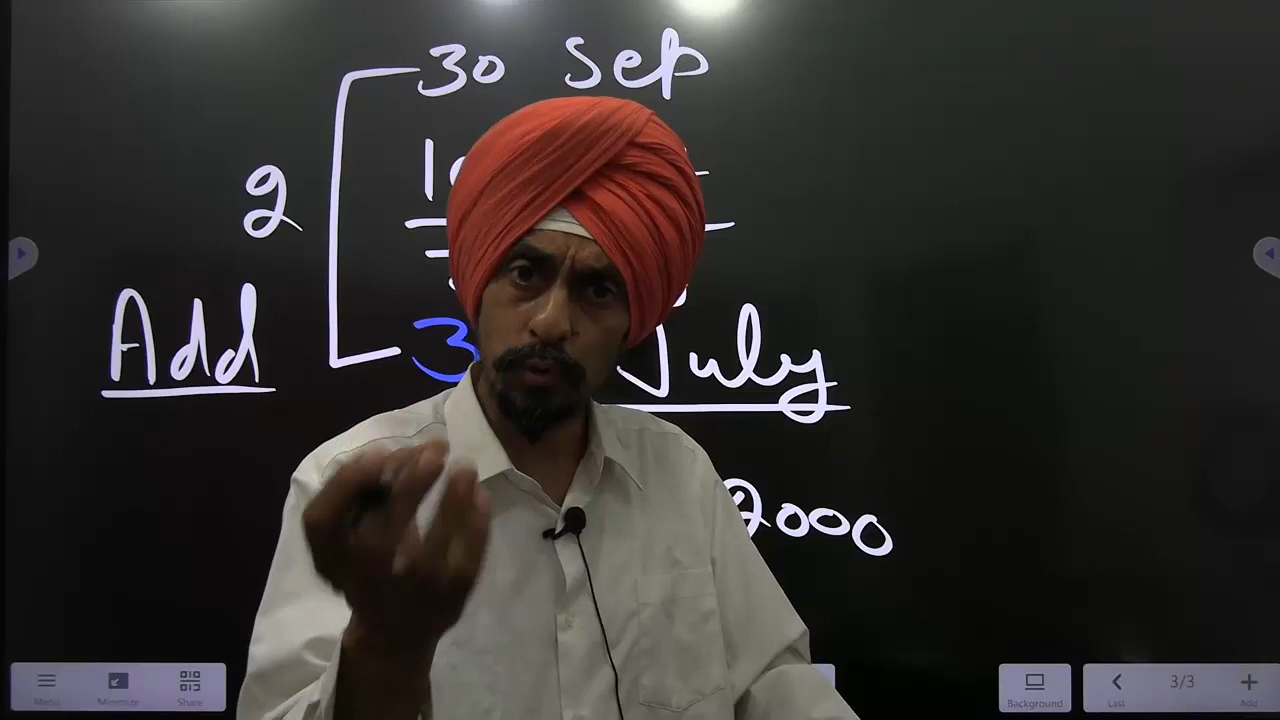 30 Sep
2
Add
July
2000
Menu
Minimize
Share
Background
Last
3/3
Add